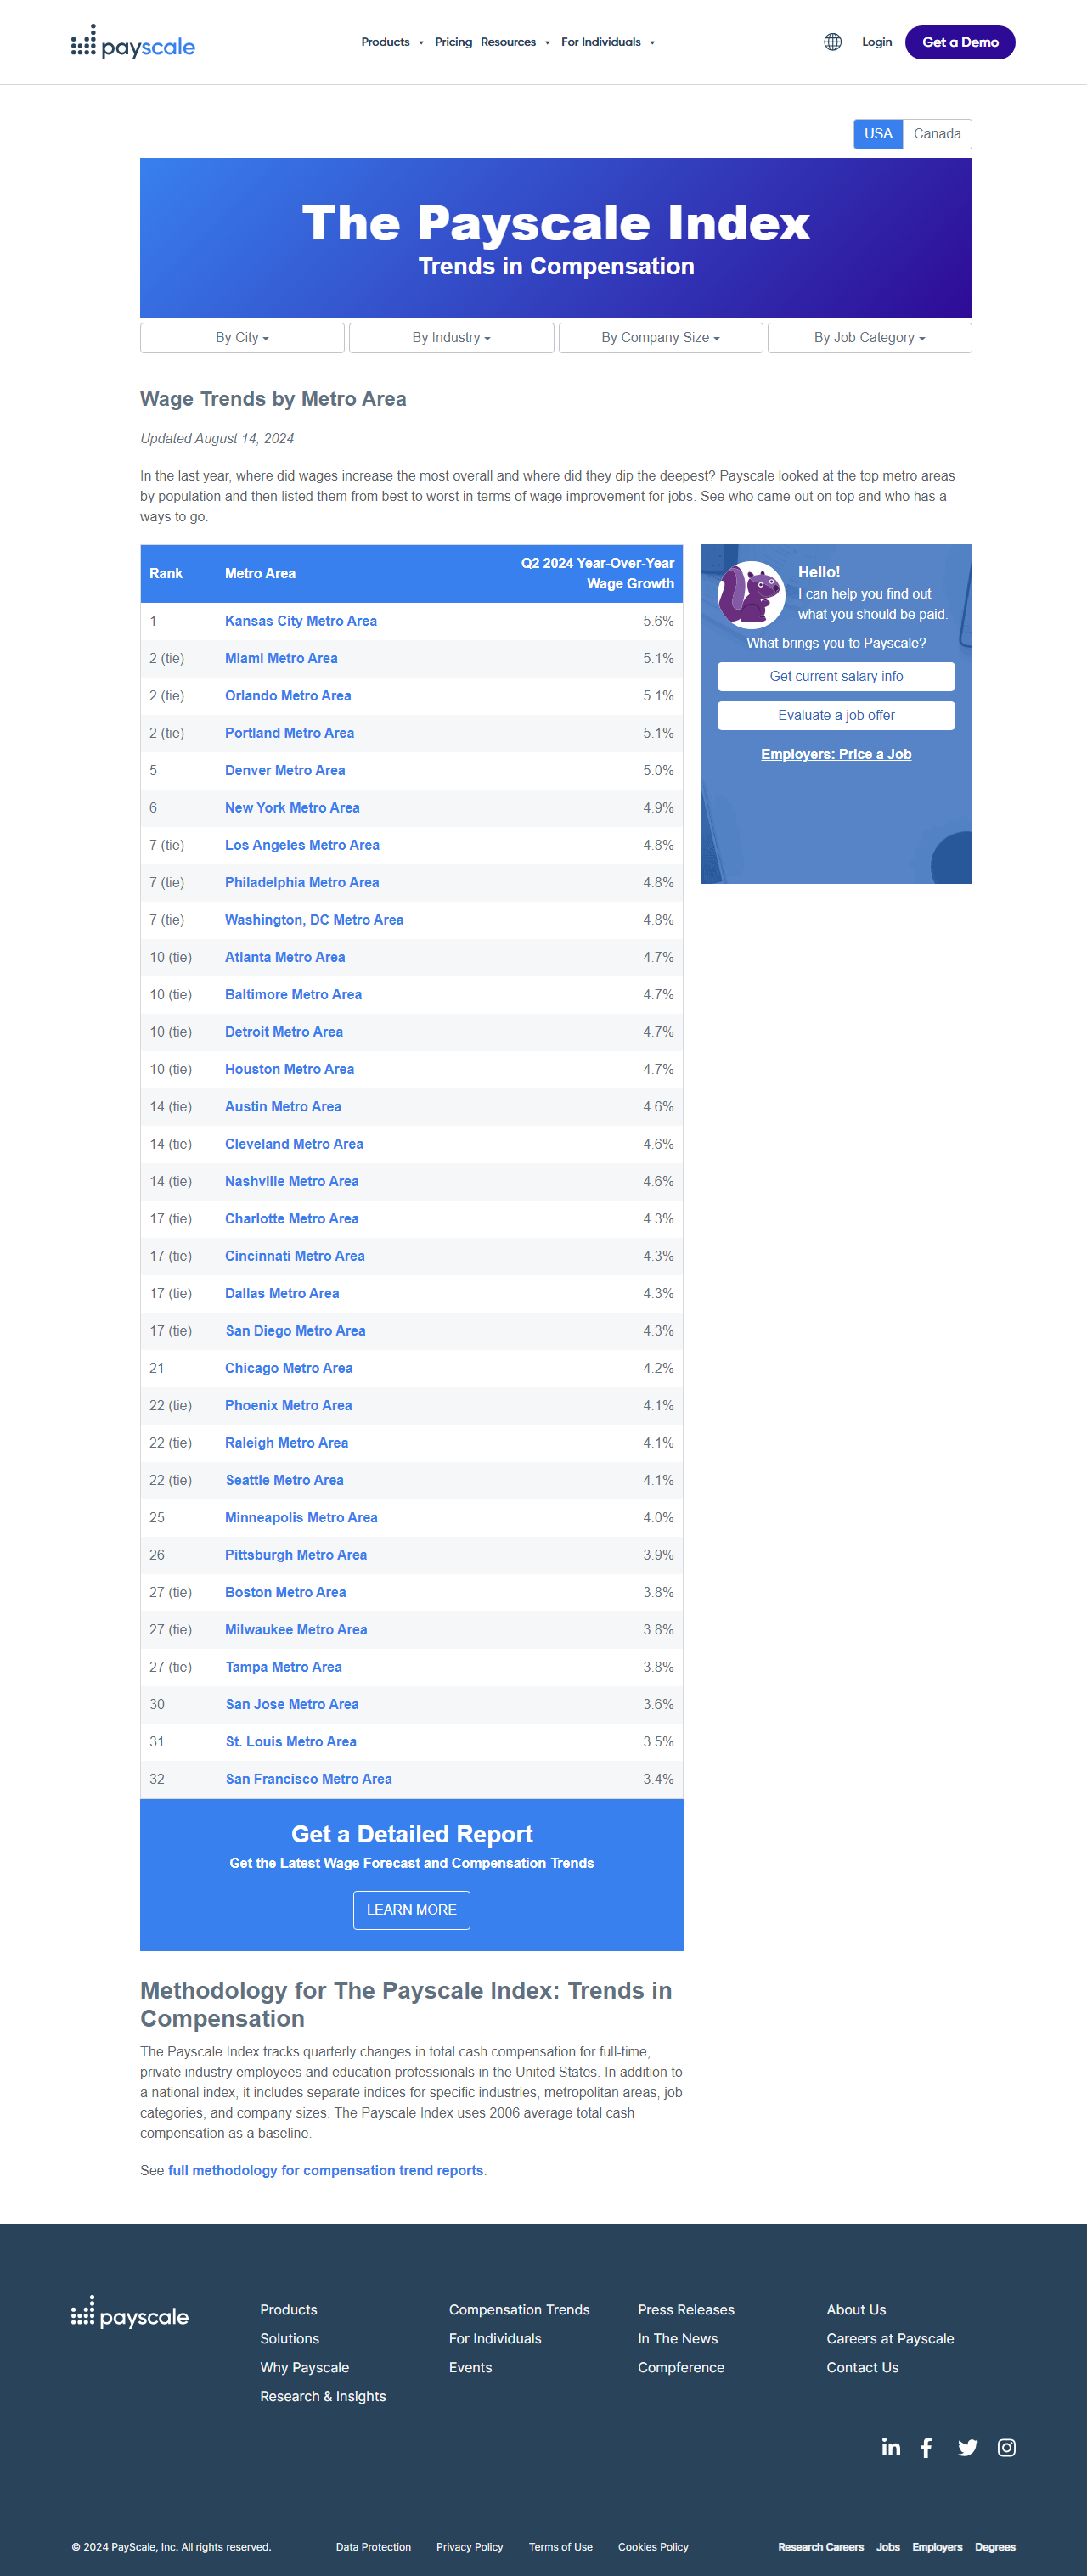 payscale
Products Pricing Resources For Individuals
Login
Get a Demo
USA Canada
The Payscale Index
Trends in Compensation
By City By Industry By Company Size By Job Category
Wage Trends by Metro Area
Updated August 14, 2024
In the last year, where did wages increase the most overall and where did they dip the deepest? Payscale looked at the top metro areas
by population and then listed them from best to worst in terms of wage improvement for jobs. See who came out on top and who has a
ways to go.
Rank Metro Area Q2 2024 Year-Over-Year
Wage Growth
1 Kansas City Metro Area 5.6%
2 (tie) Miami Metro Area 5.1%
2 (tie) Orlando Metro Area 5.1%
2 (tie) Portland Metro Area 5.1%
5 Denver Metro Area 5.0%
6 New York Metro Area 4.9%
7 (tie) Los Angeles Metro Area 4.8%
7 (tie) Philadelphia Metro Area 4.8%
7 (tie) Washington, DC Metro Area 4.8%
10 (tie) Atlanta Metro Area 4.7%
10 (tie) Baltimore Metro Area 4.7%
10 (tie) Detroit Metro Area 4.7%
10 (tie) Houston Metro Area 4.7%
14 (tie) Austin Metro Area 4.6%
14 (tie) Cleveland Metro Area 4.6%
14 (tie) Nashville Metro Area 4.6%
17 (tie) Charlotte Metro Area 4.3%
17 (tie) Cincinnati Metro Area 4.3%
17 (tie) Dallas Metro Area 4.3%
17 (tie) San Diego Metro Area 4.3%
21 Chicago Metro Area 4.2%
22 (tie) Phoenix Metro Area 4.1%
22 (tie) Raleigh Metro Area 4.1%
22 (tie) Seattle Metro Area 4.1%
25 Minneapolis Metro Area 4.0%
26 Pittsburgh Metro Area 3.9%
27 (tie) Boston Metro Area 3.8%
27 (tie) Milwaukee Metro Area 3.8%
27 (tie) Tampa Metro Area 3.8%
30 San Jose Metro Area 3.6%
31 St. Louis Metro Area 3.5%
32 San Francisco Metro Area 3.4%
Hello!
I can help you find out
what you should be paid.
What brings you to Payscale?
Get current salary info
Evaluate a job offer
Employers: Price a Job
Get a Detailed Report
Get the Latest Wage Forecast and Compensation Trends
LEARN MORE
Methodology for The Payscale Index: Trends in
Compensation
The Payscale Index tracks quarterly changes in total cash compensation for full-time,
private industry employees and education professionals in the United States. In addition to
a national index, it includes separate indices for specific industries, metropolitan areas, job
categories, and company sizes. The Payscale Index uses 2006 average total cash
compensation as a baseline.
See full methodology for compensation trend reports.
payscale
Products
Solutions
Why Payscale
Research & Insights
Compensation Trends
For Individuals
Events
Press Releases
In The News
Compference
About Us
Careers at Payscale
Contact Us
© 2024 PayScale, Inc. All rights reserved. Data Protection Privacy Policy Terms of Use Cookies Policy Research Careers Jobs Employers Degrees